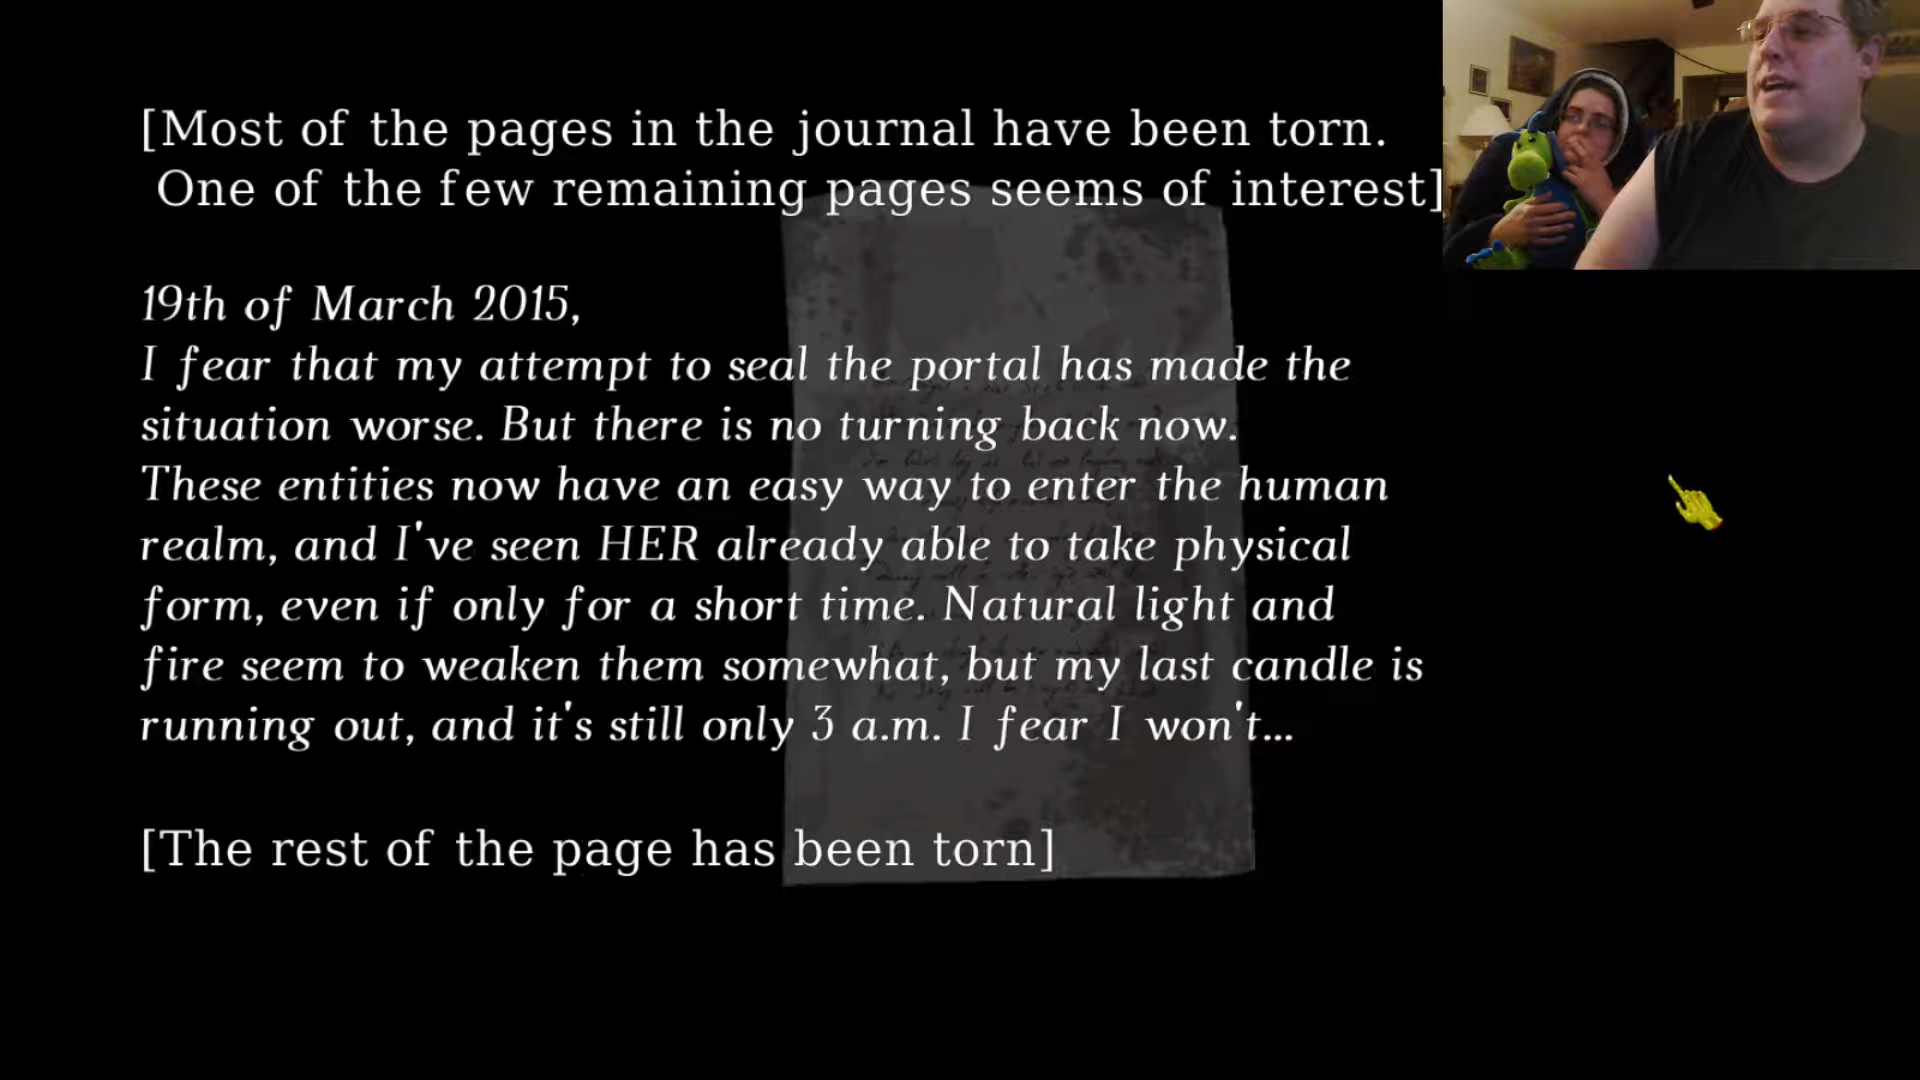 [Most of the pages in the journal have been torn.
One of the few remaining pages seems of interest]
19th of March 2015,
I fear that my attempt to seal the portal has made the
situation worse. But there is no turning back now.
These entities now have an easy way to enter the human
realm, and I've seen HER already able to take physical
form, even if only for a short time. Natural light and
fire seem to weaken them somewhat, but my last candle is
running out, and it's still only 3 a.m. I fear I won't...
[The rest of the page has been torn]